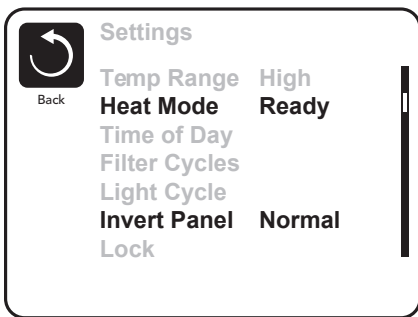 Settings
Back
Temp Range High
Heat Mode Ready
Time of Day
Filter Cycles
Light Cycle
Invert Panel Normal
Lock